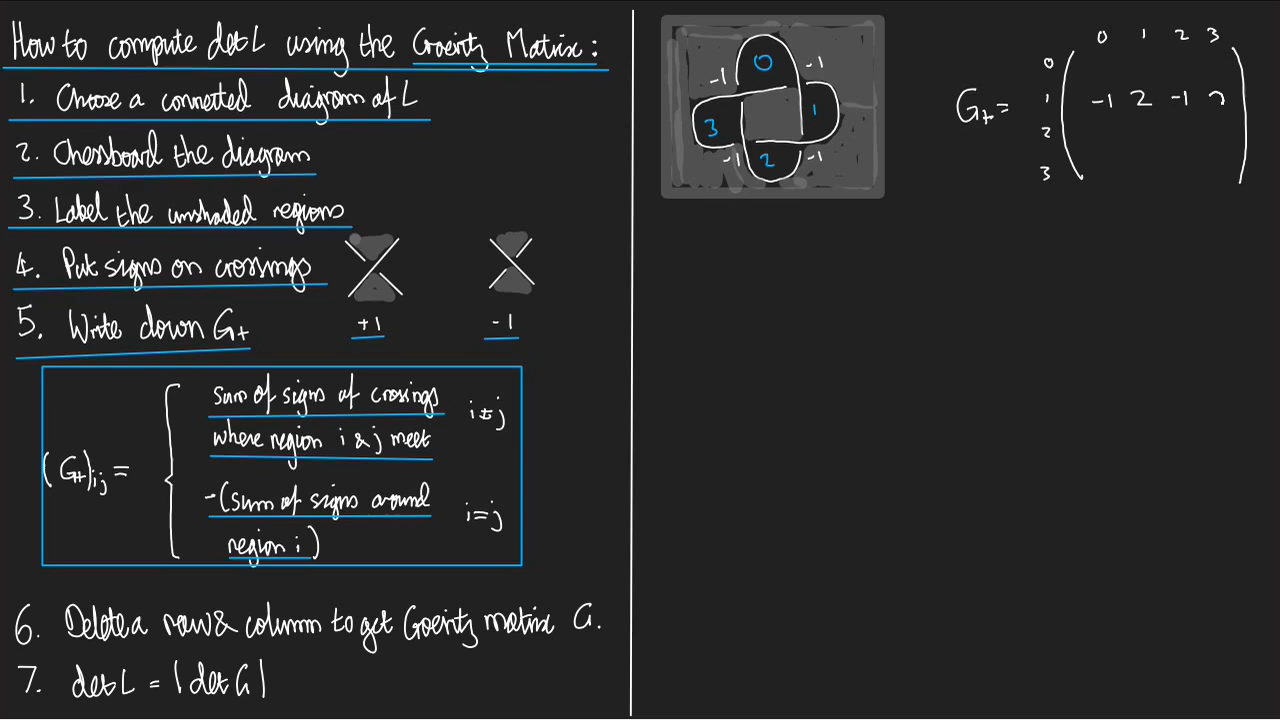 How to compute det L using the Goeritz Matrix:
1. Choose a connected diagram of L
2. Chessboard the diagram
3. Label the unshaded regions
4. Put signs on crossings
+1 -1
5. Write down G+
(G+)ij = { sum of signs of crossings where region i & j meet i≠j
-(sum of signs around region i) i=j
6. Delete a row & column to get Goeritz matrix G.
7. det L = |det G|
0
-1 -1
3 1
-1 2 -1
G+ =
0 1 2 3
0
1 -1 2 -1
2
3